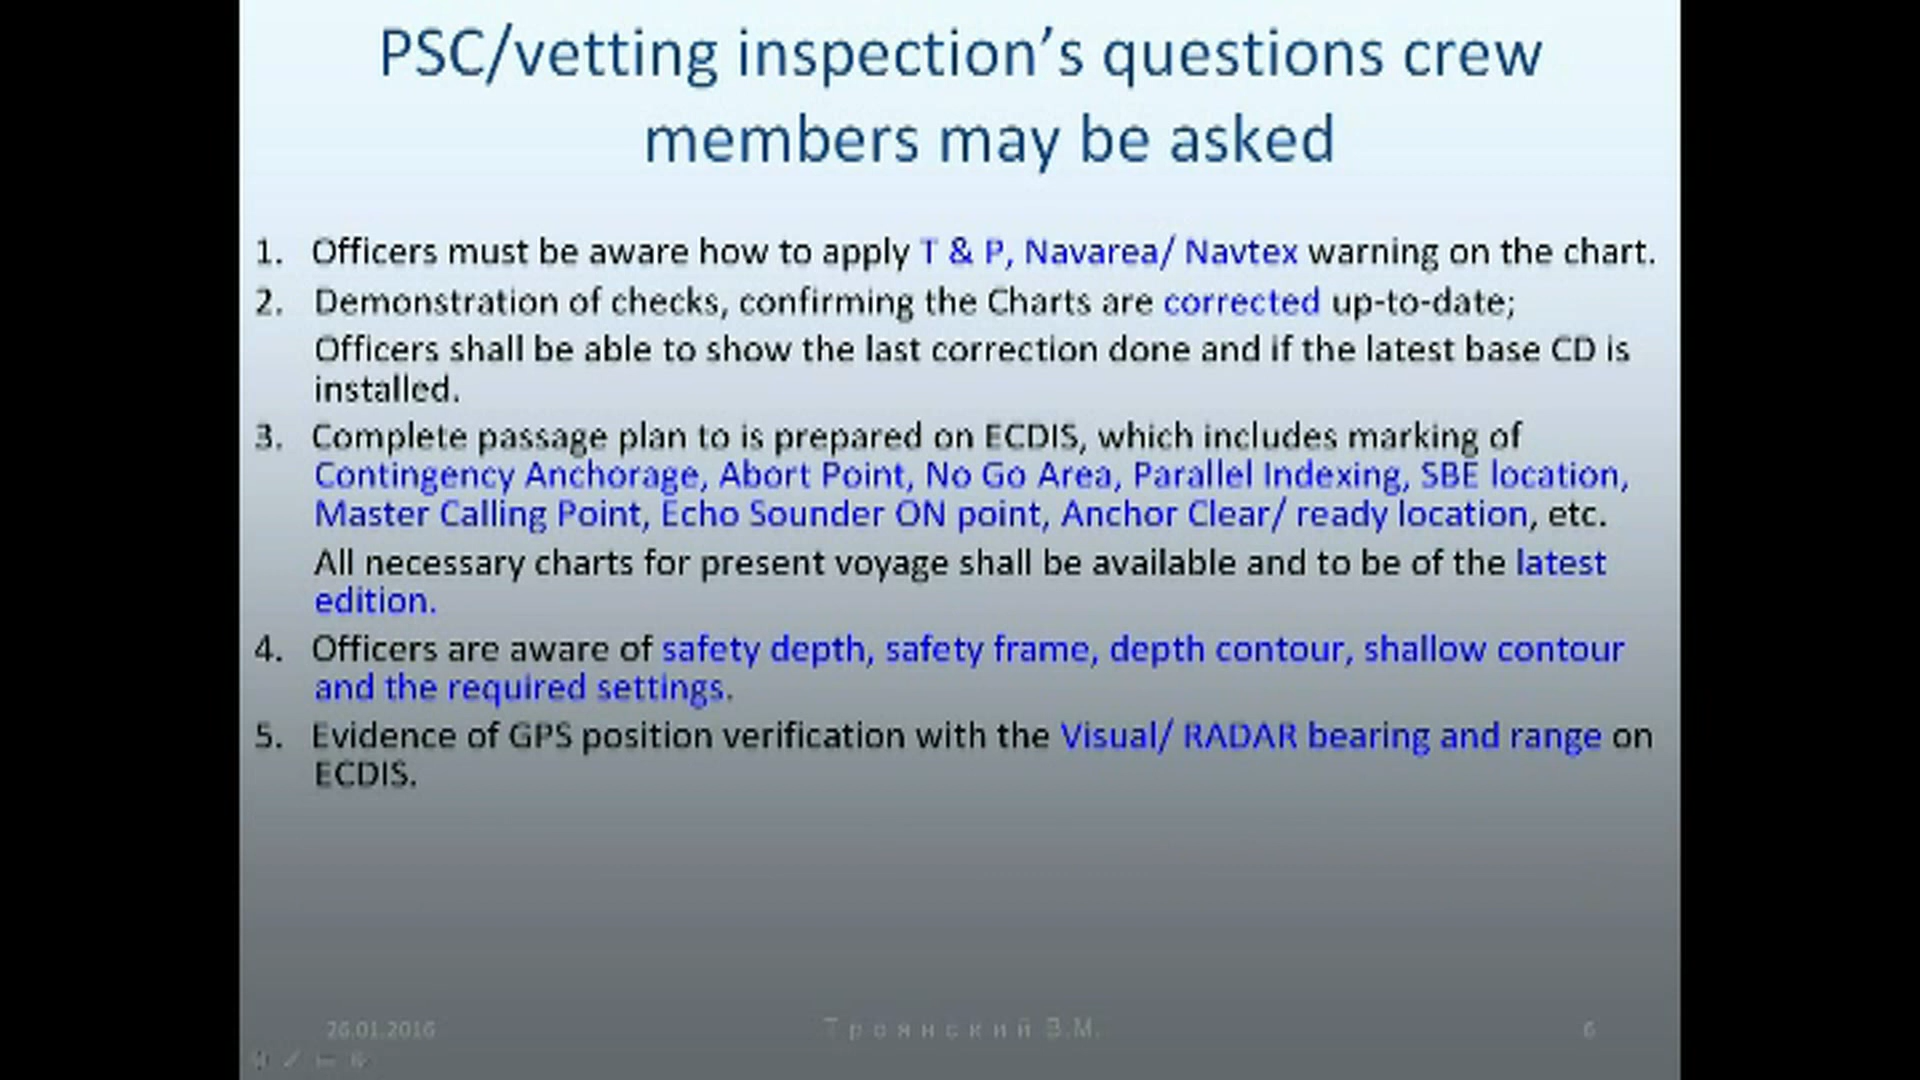 PSC/vetting inspection’s questions crew
members may be asked
1. Officers must be aware how to apply T & P, Navarea/ Navtex warning on the chart.
2. Demonstration of checks, confirming the Charts are corrected up-to-date;
Officers shall be able to show the last correction done and if the latest base CD is
installed.
3. Complete passage plan to is prepared on ECDIS, which includes marking of
Contingency Anchorage, Abort Point, No Go Area, Parallel Indexing, SBE location,
Master Calling Point, Echo Sounder ON point, Anchor Clear/ ready location, etc.
All necessary charts for present voyage shall be available and to be of the latest
edition.
4. Officers are aware of safety depth, safety frame, depth contour, shallow contour
and the required settings.
5. Evidence of GPS position verification with the Visual/ RADAR bearing and range on
ECDIS.
26.01.2016 Троянский В.М. 6